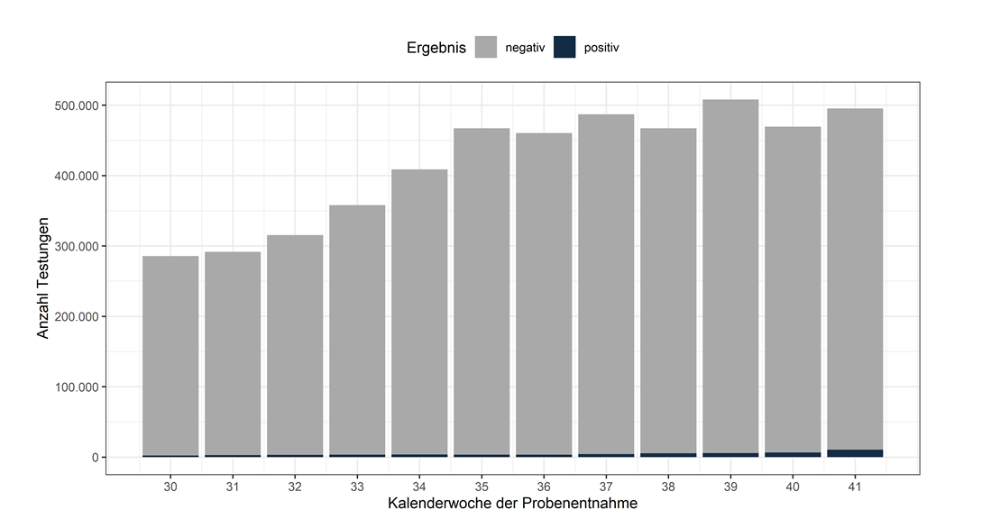 Ergebnis negativ positiv
Anzahl Testungen
500.000
400.000
300.000
200.000
100.000
0
30 31 32 33 34 35 36 37 38 39 40 41
Kalenderwoche der Probenentnahme